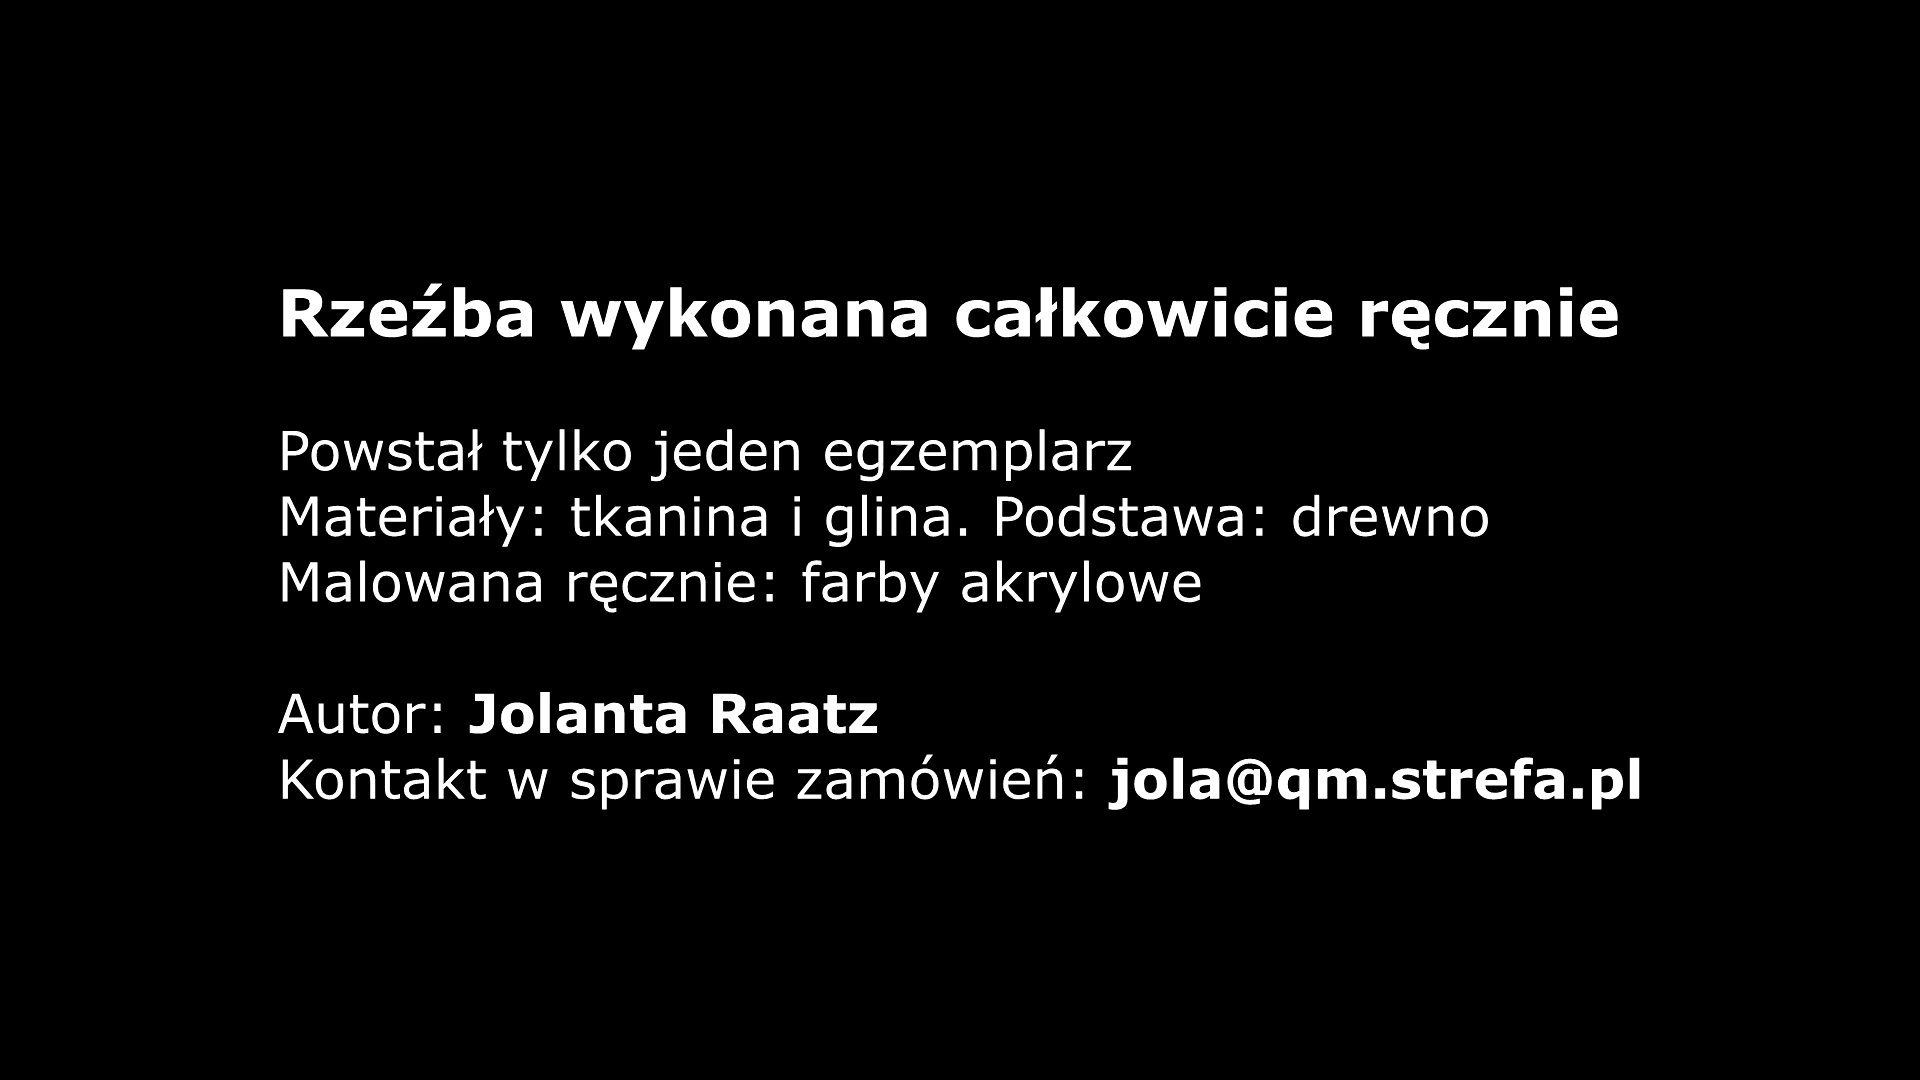 Rzeźba wykonana całkowicie ręcznie
Powstał tylko jeden egzemplarz
Materiały: tkanina i glina. Podstawa: drewno
Malowana ręcznie: farby akrylowe
Autor: Jolanta Raatz
Kontakt w sprawie zamówień: jola@qm.strefa.pl